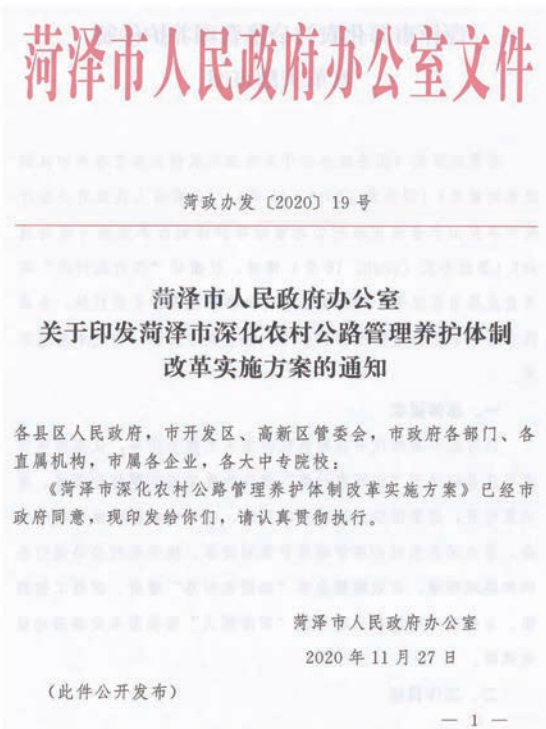 菏泽市人民政府办公室文件
菏政办发〔2020〕19号
菏泽市人民政府办公室
关于印发菏泽市深化农村公路管理养护体制
改革实施方案的通知
各县区人民政府，市开发区、高新区管委会，市政府各部门、各
直属机构，市属各企业，各大中专院校：
《菏泽市深化农村公路管理养护体制改革实施方案》已经市
政府同意，现印发给你们，请认真贯彻执行。
菏泽市人民政府办公室
2020年11月27日
（此件公开发布）
— 1 —